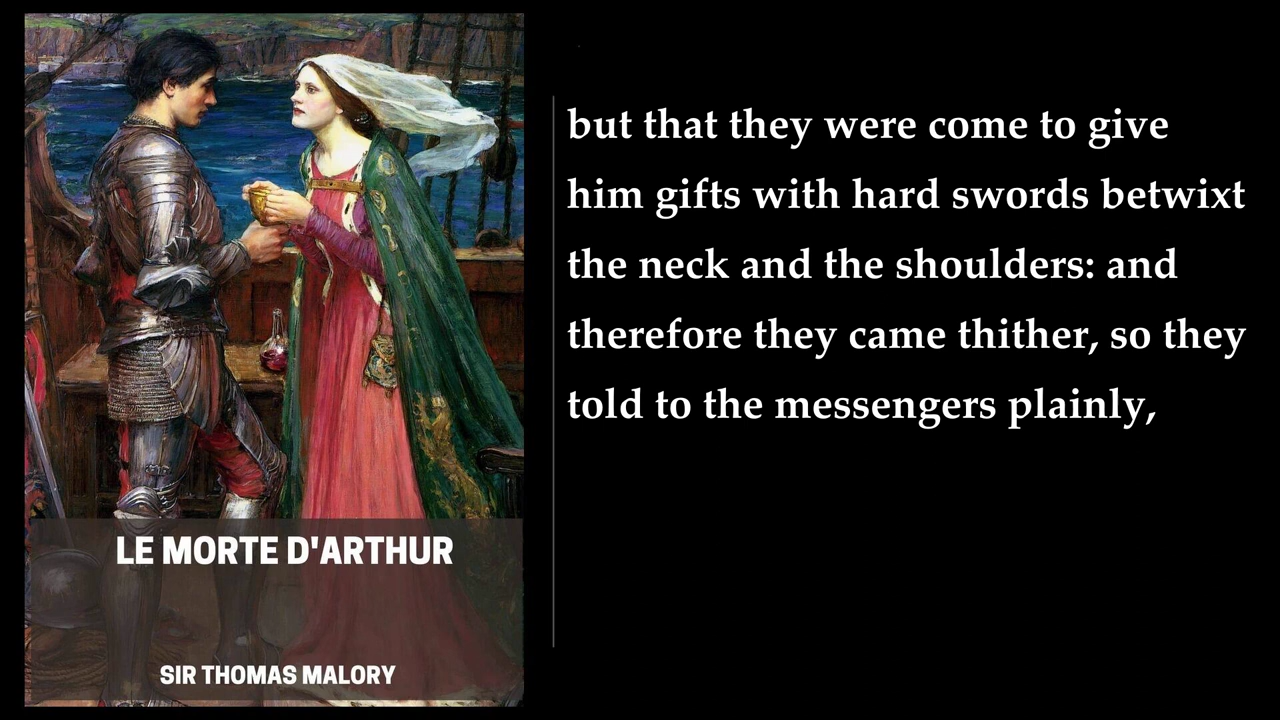 LE MORTE D'ARTHUR
SIR THOMAS MALORY
but that they were come to give
him gifts with hard swords betwixt
the neck and the shoulders: and
therefore they came thither, so they
told to the messengers plainly,